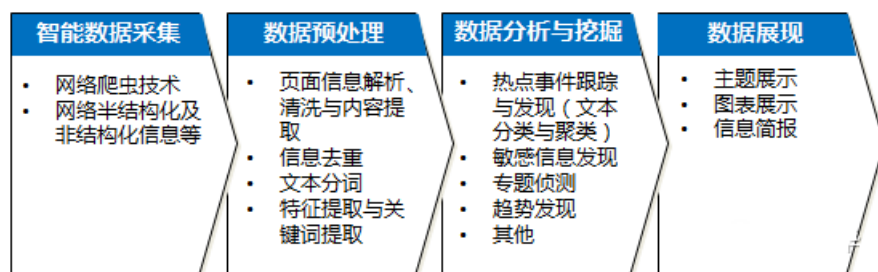 智能数据采集
• 网络爬虫技术
• 网络半结构化及
非结构化信息等
数据预处理
• 页面信息解析、
清洗与内容提
取
• 信息去重
• 文本分词
• 特征提取与关
键词提取
数据分析与挖掘
• 热点事件跟踪
与发现（文本
分类与聚类）
• 敏感信息发现
• 专题侦测
• 趋势发现
• 其他
数据展现
• 主题展示
• 图表展示
• 信息简报